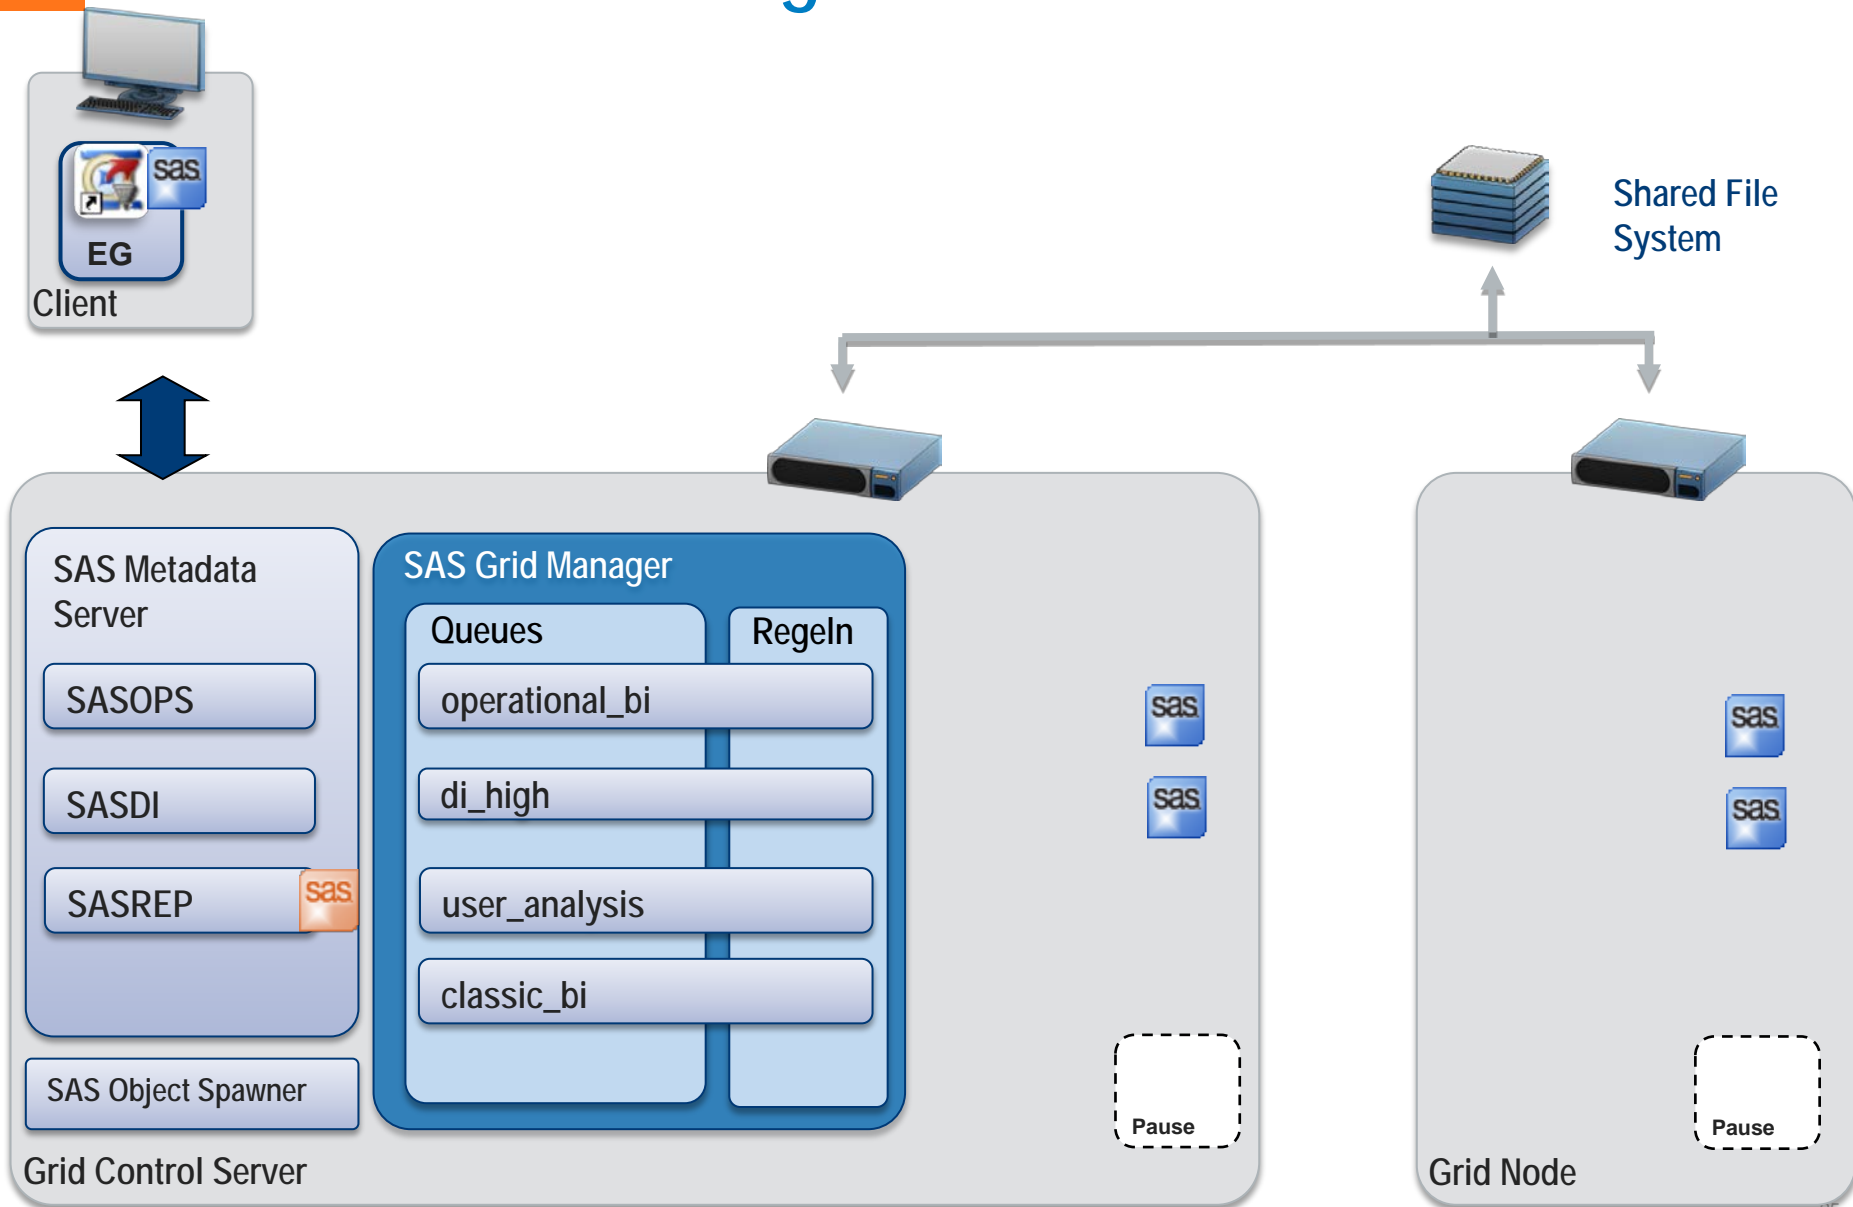 sas
EG
Client
Shared File
System
SAS Metadata
Server
SASOPS
SASDI
SASREP
sas
SAS Object Spawner
SAS Grid Manager
Queues
Regeln
operational_bi
di_high
user_analysis
classic_bi
sas
sas
Pause
Grid Control Server
sas
sas
Pause
Grid Node